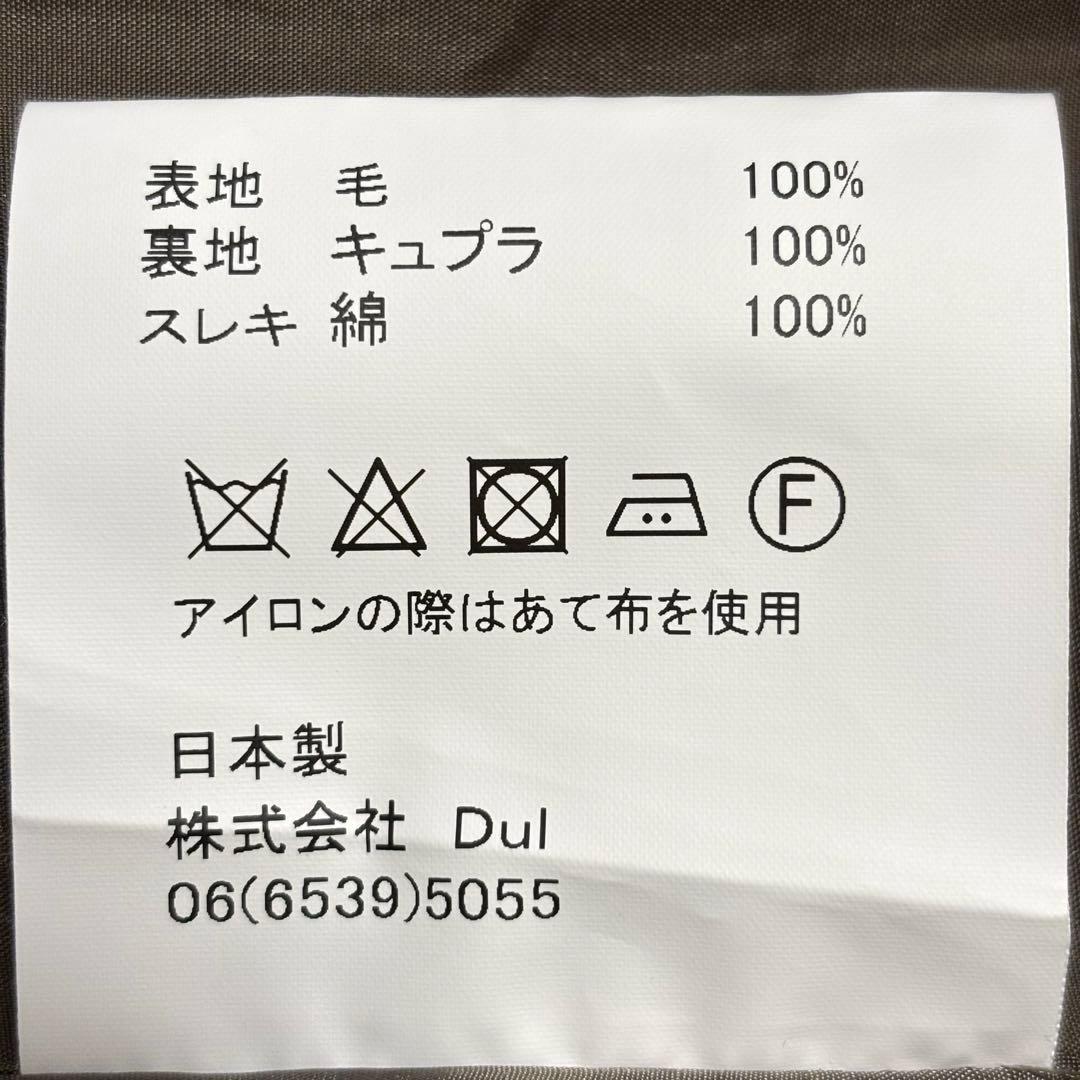 表地 毛 100%
裏地 キュプラ 100%
スレキ 綿 100%
F
アイロンの際はあて布を使用
日本製
株式会社 Dul
06(6539)5055